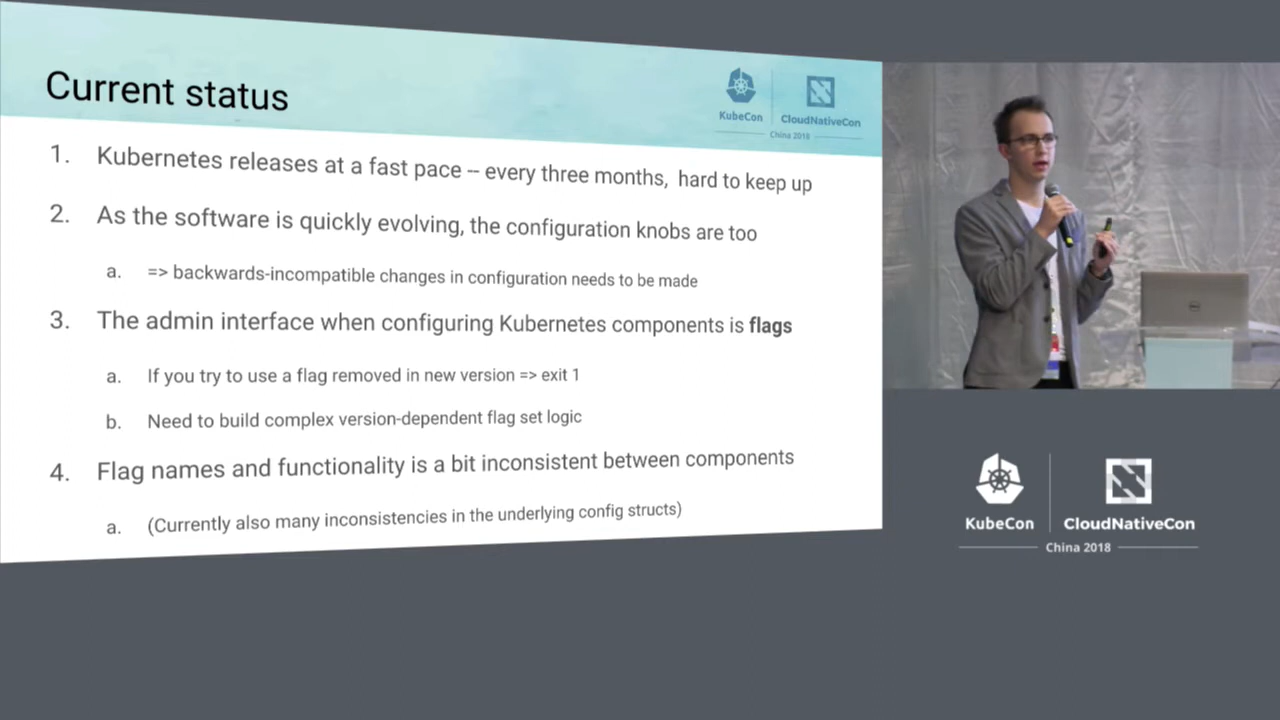 Current status
KubeCon
CloudNativeCon
China 2018
1. Kubernetes releases at a fast pace -- every three months, hard to keep up
2. As the software is quickly evolving, the configuration knobs are too
a. => backwards-incompatible changes in configuration needs to be made
3. The admin interface when configuring Kubernetes components is flags
a. If you try to use a flag removed in new version => exit 1
b. Need to build complex version-dependent flag set logic
4. Flag names and functionality is a bit inconsistent between components
a. (Currently also many inconsistencies in the underlying config structs)
DELL
KubeCon
CloudNativeCon
China 2018